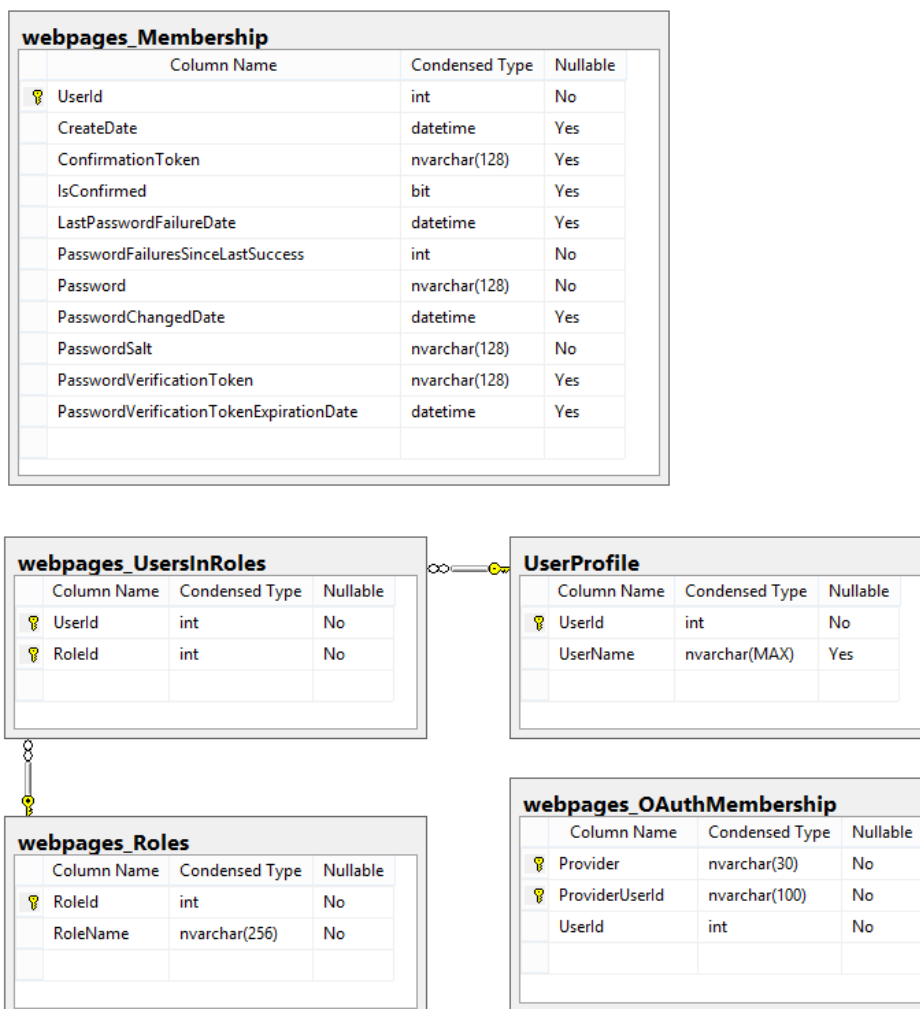 webpages_Membership
Column Name Condensed Type Nullable
UserId int No
CreateDate datetime Yes
ConfirmationToken nvarchar(128) Yes
IsConfirmed bit Yes
LastPasswordFailureDate datetime Yes
PasswordFailuresSinceLastSuccess int No
Password nvarchar(128) No
PasswordChangedDate datetime Yes
PasswordSalt nvarchar(128) No
PasswordVerificationToken nvarchar(128) Yes
PasswordVerificationTokenExpirationDate datetime Yes
webpages_UsersInRoles
Column Name Condensed Type Nullable
UserId int No
RoleId int No
UserProfile
Column Name Condensed Type Nullable
UserId int No
UserName nvarchar(MAX) Yes
webpages_Roles
Column Name Condensed Type Nullable
RoleId int No
RoleName nvarchar(256) No
webpages_OAuthMembership
Column Name Condensed Type Nullable
Provider nvarchar(30) No
ProviderUserId nvarchar(100) No
UserId int No